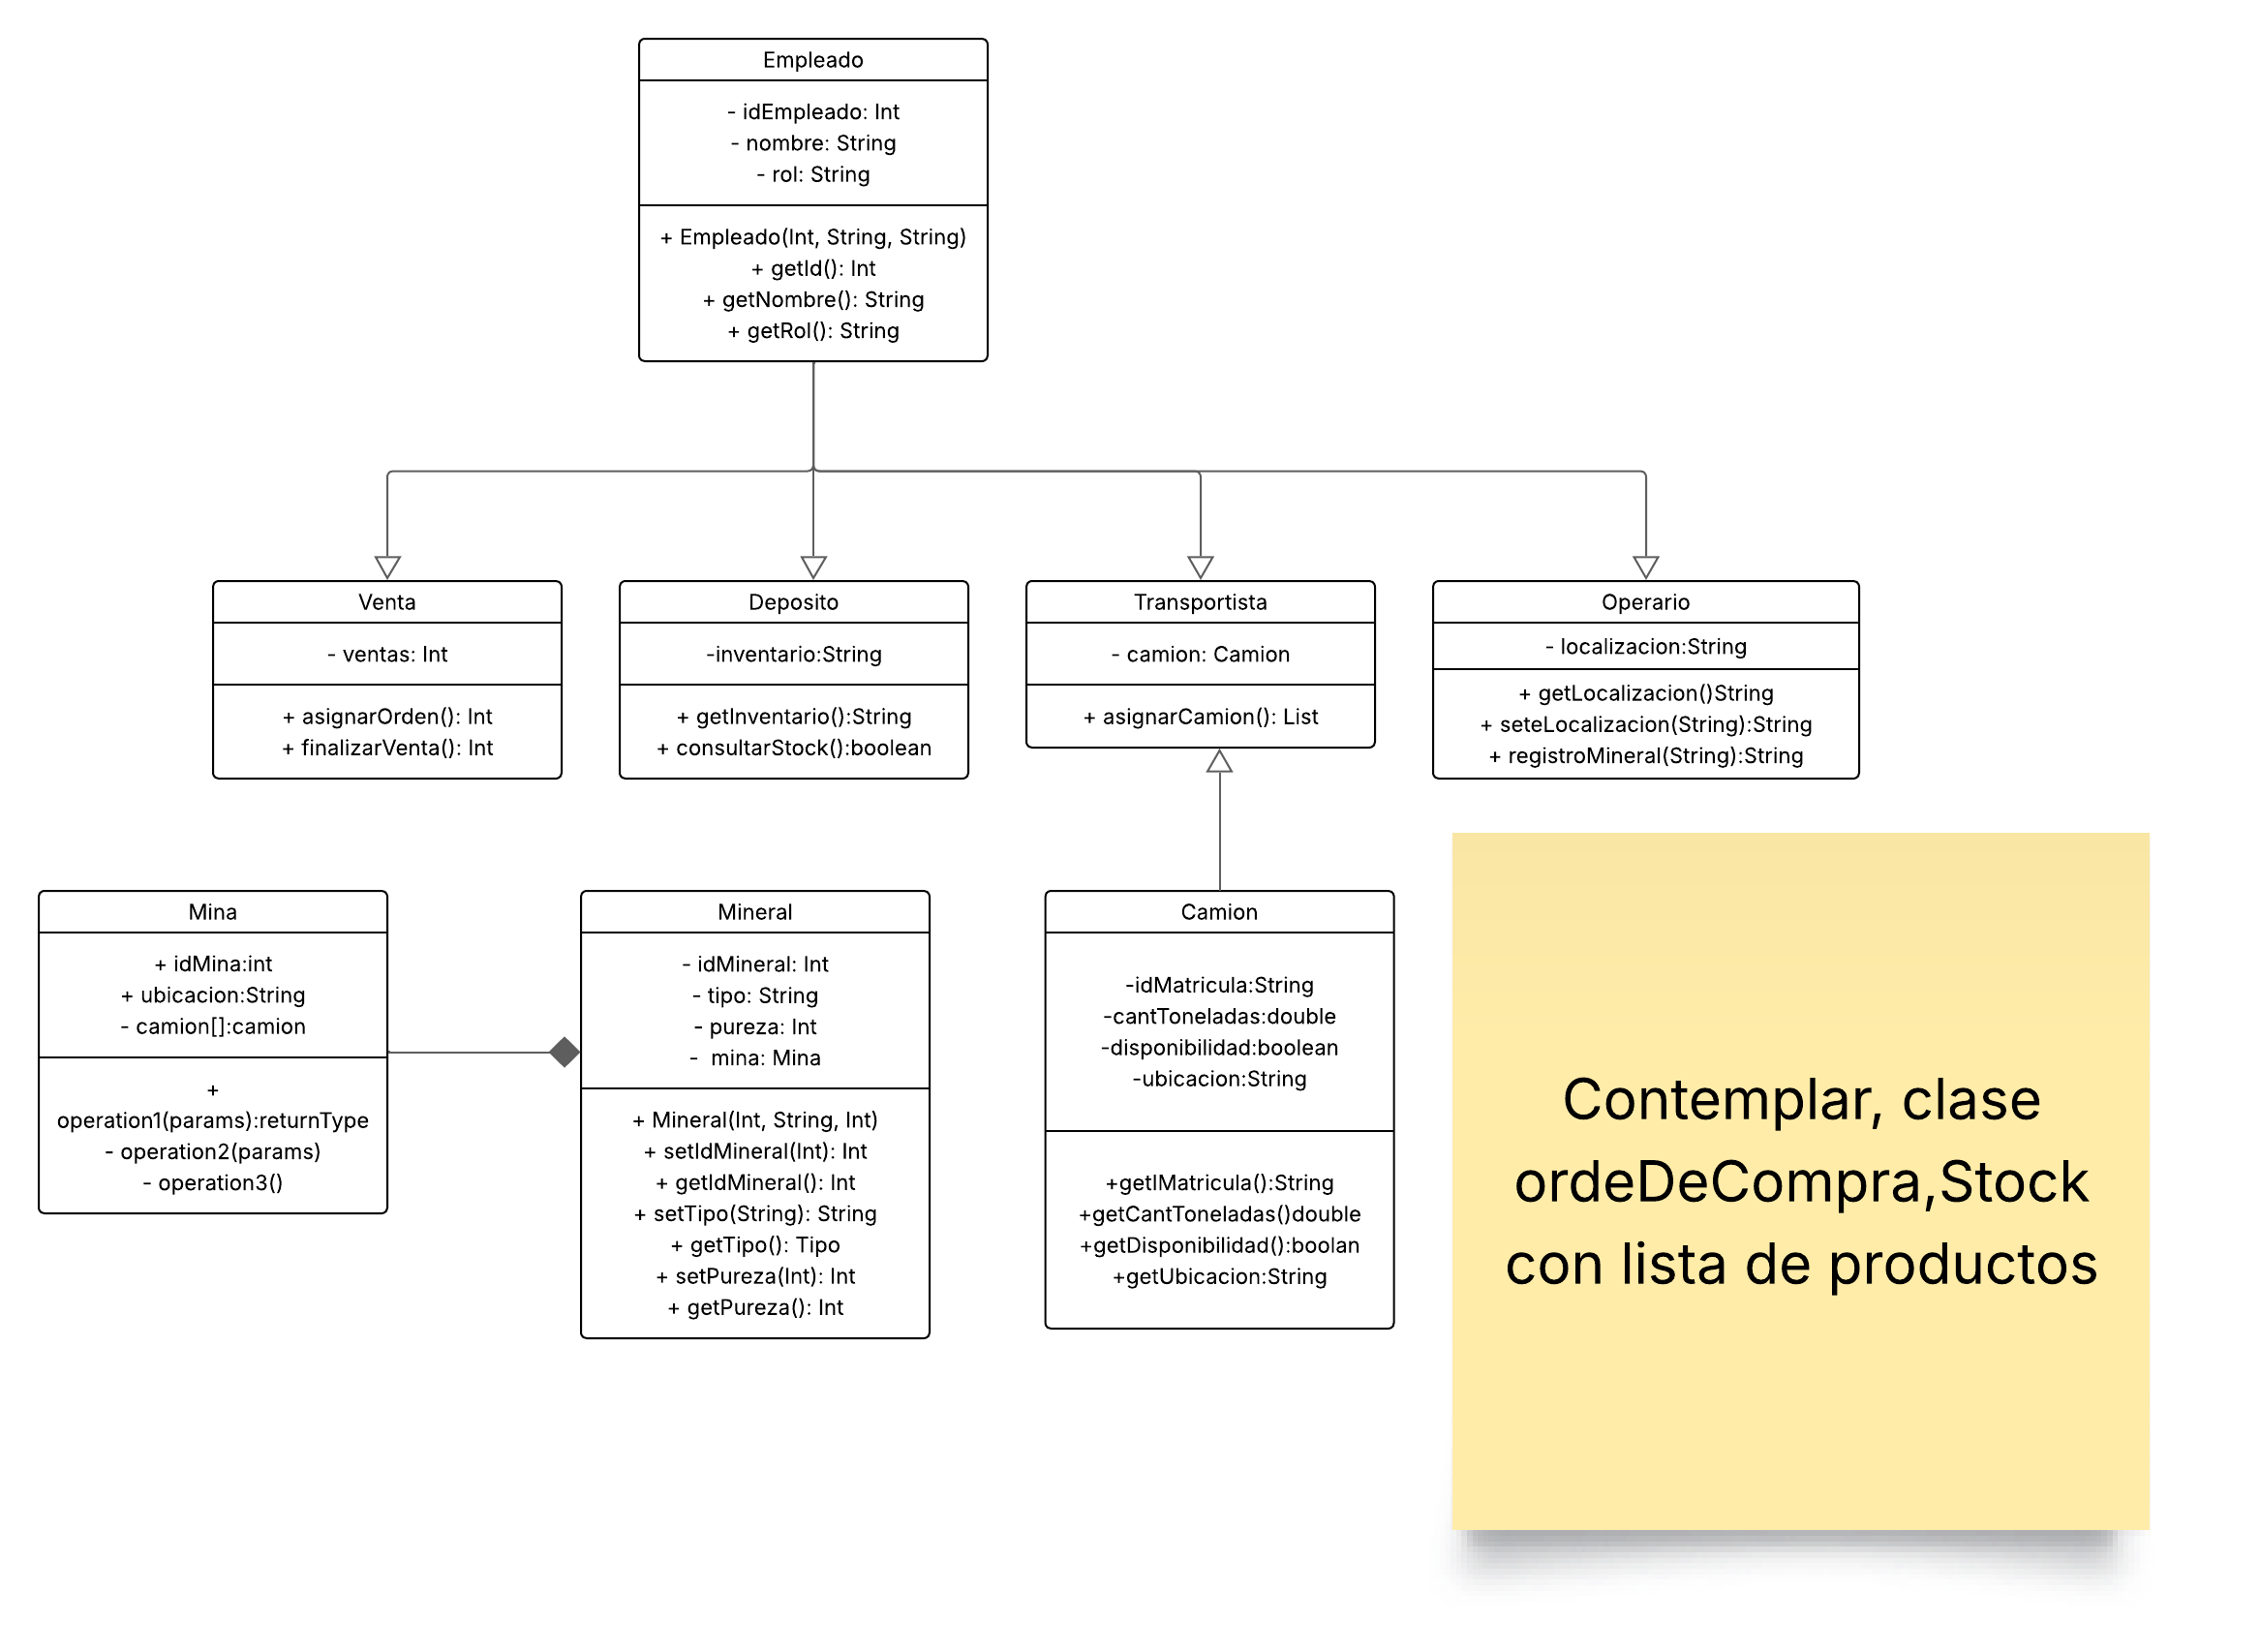 Empleado
- idEmpleado: Int
- nombre: String
- rol: String
+ Empleado(Int, String, String)
+ getId(): Int
+ getNombre(): String
+ getRol(): String
Venta
- ventas: Int
+ asignarOrden(): Int
+ finalizarVenta(): Int
Deposito
-inventario:String
+ getInventario():String
+ consultarStock():boolean
Transportista
- camion: Camion
+ asignarCamion(): List
Operario
- localizacion:String
+ getLocalizacion()String
+ seteLocalizacion(String):String
+ registroMineral(String):String
Mina
+ idMina:int
+ ubicacion:String
- camion[]:camion
+
operation1(params):returnType
- operation2(params)
- operation3()
Mineral
- idMineral: Int
- tipo: String
- pureza: Int
- mina: Mina
+ Mineral(Int, String, Int)
+ setIdMineral(Int): Int
+ getIdMineral(): Int
+ setTipo(String): String
+ getTipo(): Tipo
+ setPureza(Int): Int
+ getPureza(): Int
Camion
-idMatricula:String
-cantToneladas:double
-disponibilidad:boolean
-ubicacion:String
+getIMatricula():String
+getCantToneladas()double
+getDisponibilidad():boolan
+getUbicacion:String
Contemplar, clase
ordeDeCompra,Stock
con lista de productos